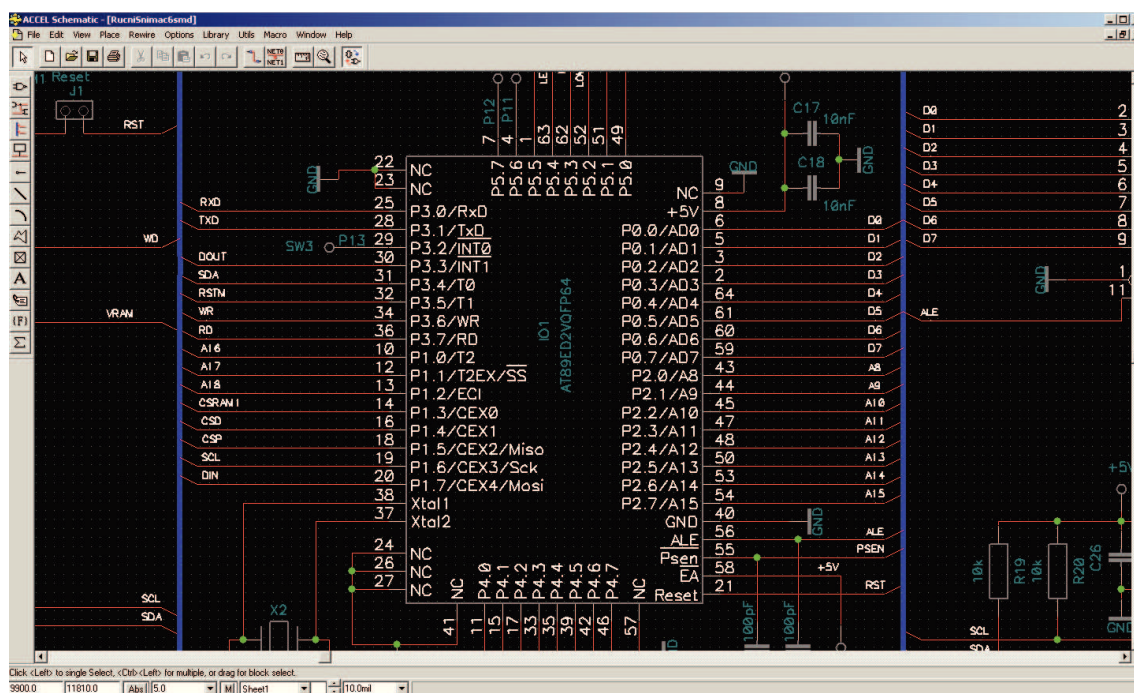 ACCEL Schematic - [RucniSnimac6smd]
File Edit View Place Rewire Options Library Utils Macro Window Help
NET0
NET1
Reset
J1
RST
RXD
TXD
WD
SW3 P13
DOUT
SDA
RSTN
WR
VRAM
RD
A16
A17
A18
CSRAM1
CSD
CSP
SCL
DIN
SCL
SDA
X2
GND
P12
P11
7
4
1
63
62
52
51
49
P5.7
P5.6
P5.5
P5.4
P5.3
P5.2
P5.1
P5.0
22 NC
23 NC
25 P3.0/RxD
28 P3.1/TxD
29 P3.2/INT0
30 P3.3/INT1
31 P3.4/T0
32 P3.5/T1
34 P3.6/WR
36 P3.7/RD
10 P1.0/T2
12 P1.1/T2EX/SS
13 P1.2/ECI
14 P1.3/CEX0
16 P1.4/CEX1
18 P1.5/CEX2/Miso
19 P1.6/CEX3/Sck
20 P1.7/CEX4/Mosi
38 Xtal1
37 Xtal2
24 NC
26 NC
27 NC
IO1
AT89ED2VQFP64
NC 9
+5V 8
P0.0/AD0 6 D0
P0.1/AD1 5 D1
P0.2/AD2 3 D2
P0.3/AD3 2 D3
P0.4/AD4 64 D4
P0.5/AD5 61 D5
P0.6/AD6 60 D6
P0.7/AD7 59 D7
P2.0/A8 43 A8
P2.1/A9 44 A9
P2.2/A10 45 A10
P2.3/A11 47 A11
P2.4/A12 48 A12
P2.5/A13 50 A13
P2.6/A14 53 A14
P2.7/A15 54 A15
GND 40 GND
ALE 56 ALE
Psen 55 PSEN
EA 58 +5V
Reset 21 RST
NC
P4.0
P4.1
P4.2
P4.3
P4.4
P4.5
P4.6
P4.7
NC
41
11
15
17
33
35
39
42
46
57
100pF
100pF
GND
C17
10nF
C18
10nF
GND
D0 2
D1 3
D2 4
D3 5
D4 6
D5 7
D6 8
D7 9
GND
1
11
ALE
+5V
10k
R19
10k
R20
C26
GND
SCL
SDA
Click <Left> to single Select, <Ctrl><Left> for multiple, or drag for block select.
9900.0 11810.0 Abs 5.0 M Sheet1 10.0mil